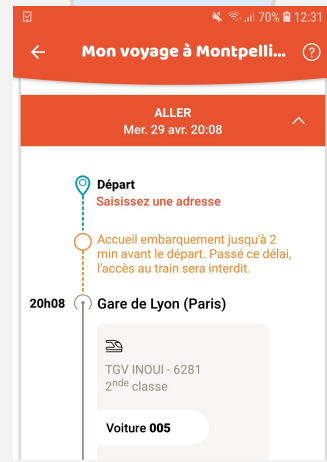 70% 12:31
Mon voyage à Montpelli...
ALLER
Mer. 29 avr. 20:08
Départ
Saisissez une adresse
Accueil embarquement jusqu'à 2
min avant le départ. Passé ce délai,
l'accès au train sera interdit.
20h08 Gare de Lyon (Paris)
TGV INOUI - 6281
2nde classe
Voiture 005